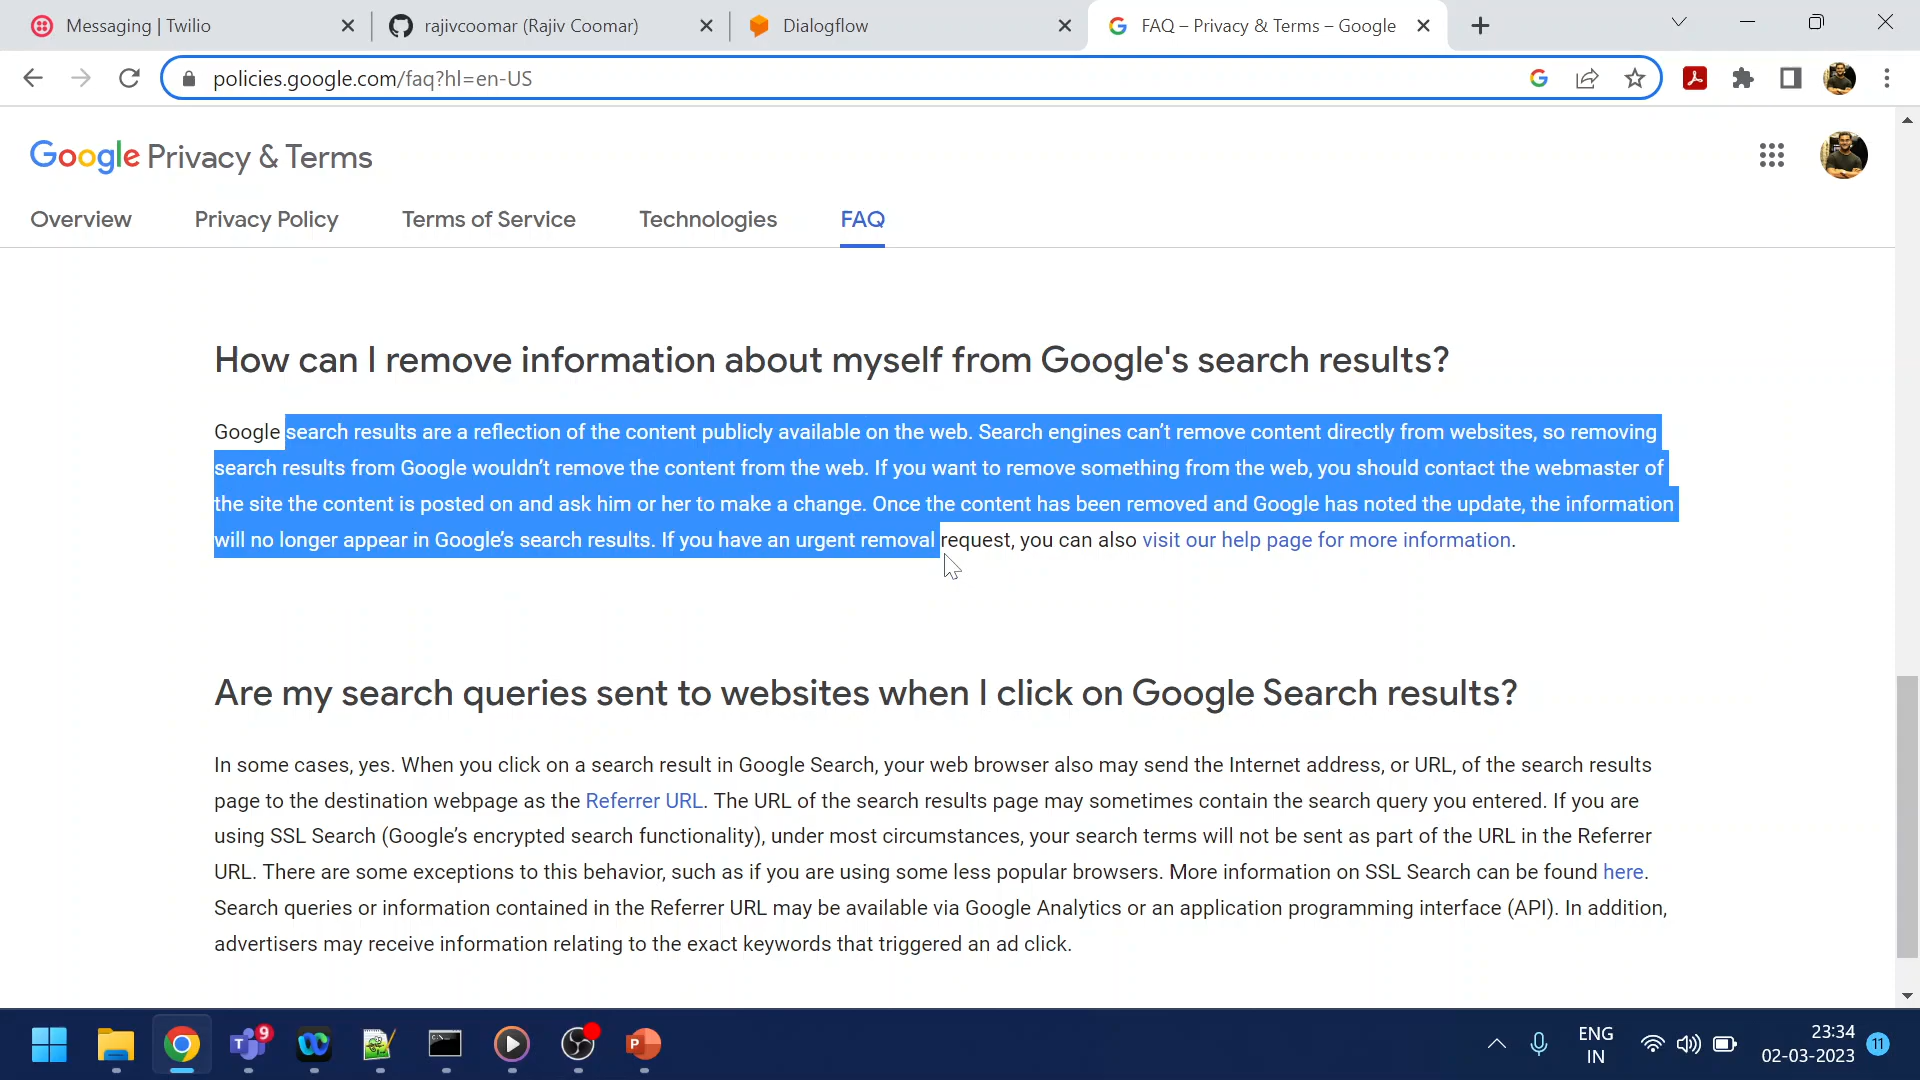 Messaging | Twilio
rajivcoomar (Rajiv Coomar)
Dialogflow
FAQ – Privacy & Terms – Google
policies.google.com/faq?hl=en-US
Google Privacy & Terms
Overview
Privacy Policy
Terms of Service
Technologies
FAQ
How can I remove information about myself from Google's search results?
Google search results are a reflection of the content publicly available on the web. Search engines can’t remove content directly from websites, so removing
search results from Google wouldn’t remove the content from the web. If you want to remove something from the web, you should contact the webmaster of
the site the content is posted on and ask him or her to make a change. Once the content has been removed and Google has noted the update, the information
will no longer appear in Google’s search results. If you have an urgent removal request, you can also visit our help page for more information.
Are my search queries sent to websites when I click on Google Search results?
In some cases, yes. When you click on a search result in Google Search, your web browser also may send the Internet address, or URL, of the search results
page to the destination webpage as the Referrer URL. The URL of the search results page may sometimes contain the search query you entered. If you are
using SSL Search (Google’s encrypted search functionality), under most circumstances, your search terms will not be sent as part of the URL in the Referrer
URL. There are some exceptions to this behavior, such as if you are using some less popular browsers. More information on SSL Search can be found here.
Search queries or information contained in the Referrer URL may be available via Google Analytics or an application programming interface (API). In addition,
advertisers may receive information relating to the exact keywords that triggered an ad click.
T
9
P
ENG
IN
23:34
02-03-2023
11